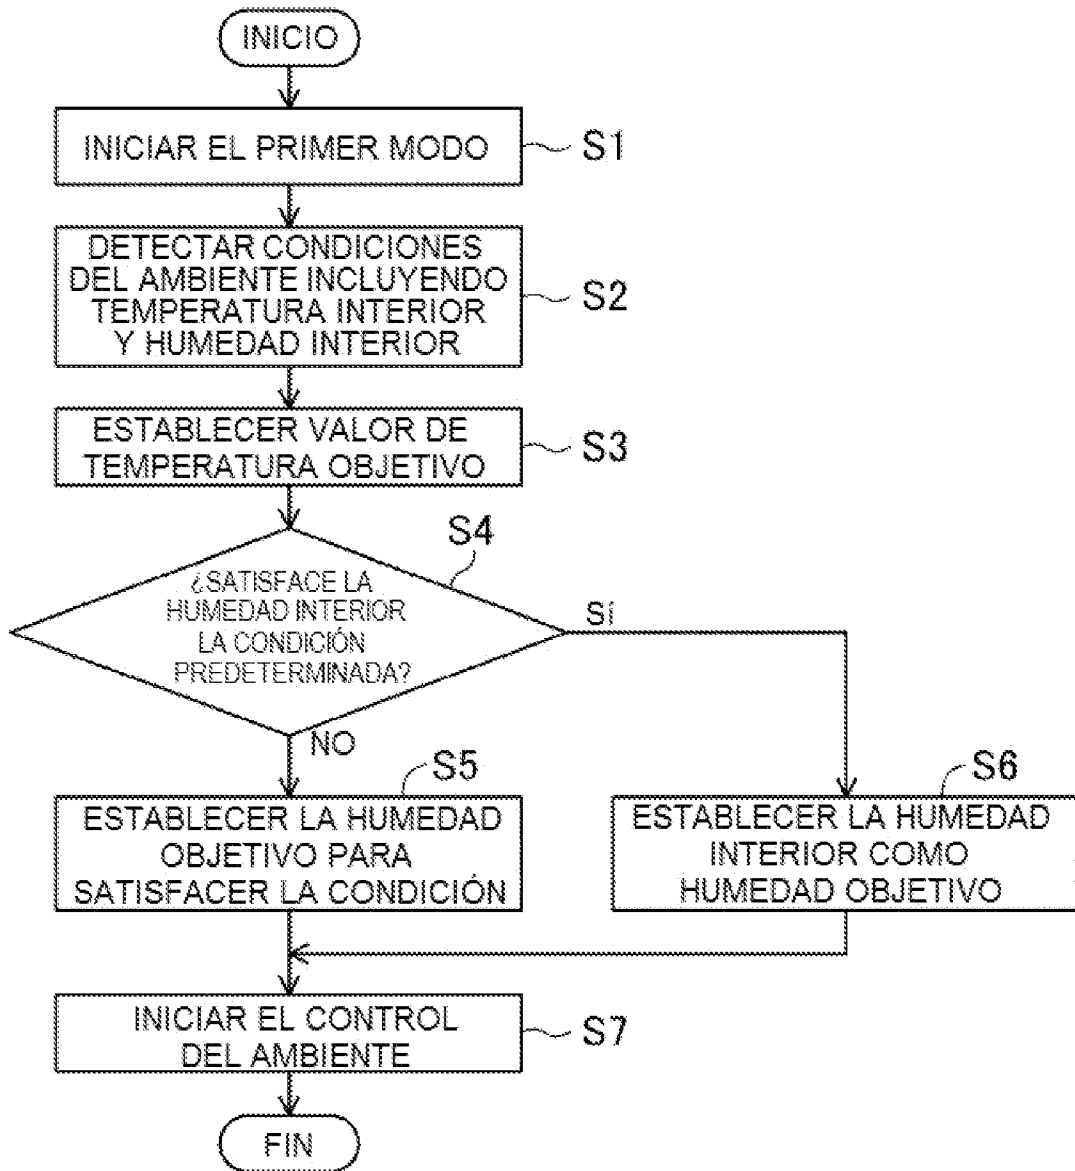 INICIO
INICIAR EL PRIMER MODO
S1
DETECTAR CONDICIONES
DEL AMBIENTE INCLUYENDO
TEMPERATURA INTERIOR
Y HUMEDAD INTERIOR
S2
ESTABLECER VALOR DE
TEMPERATURA OBJETIVO
S3
S4
¿SATISFACE LA
HUMEDAD INTERIOR
LA CONDICIÓN
PREDETERMINADA?
SÍ
NO
S5
ESTABLECER LA HUMEDAD
OBJETIVO PARA
SATISFACER LA CONDICIÓN
S6
ESTABLECER LA HUMEDAD
INTERIOR COMO
HUMEDAD OBJETIVO
INICIAR EL CONTROL
DEL AMBIENTE
S7
FIN